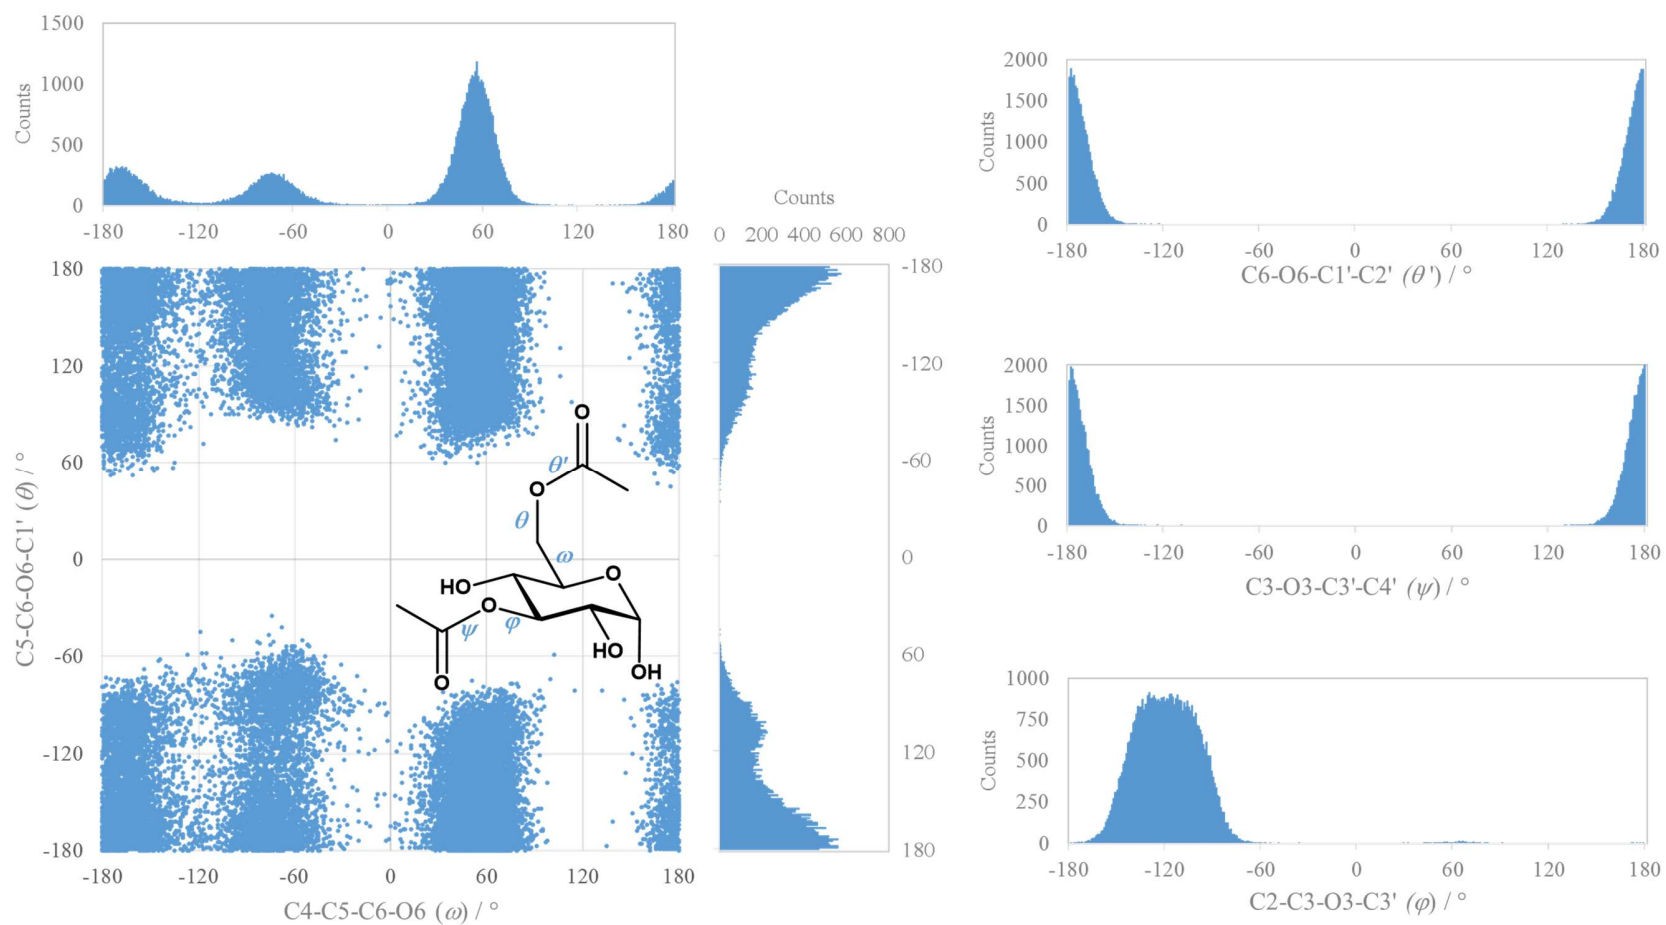 1500
1000
500
0
Counts
-180 -120 -60 0 60 120 180
Counts
0 200 400 600 800
180
120
60
0
-60
-120
-180
C5-C6-O6-C1' (θ) / °
-180 -120 -60 0 60 120 180
C4-C5-C6-O6 (ω) / °
-180
-120
-60
0
60
120
180
O
θ'
O
θ
ω
O
HO
O
ψ
φ
HO
OH
O
2000
1500
1000
500
0
Counts
-180 -120 -60 0 60 120 180
C6-O6-C1'-C2' (θ') / °
2000
1500
1000
500
0
Counts
-180 -120 -60 0 60 120 180
C3-O3-C3'-C4' (ψ) / °
1000
750
500
250
0
Counts
-180 -120 -60 0 60 120 180
C2-C3-O3-C3' (φ) / °